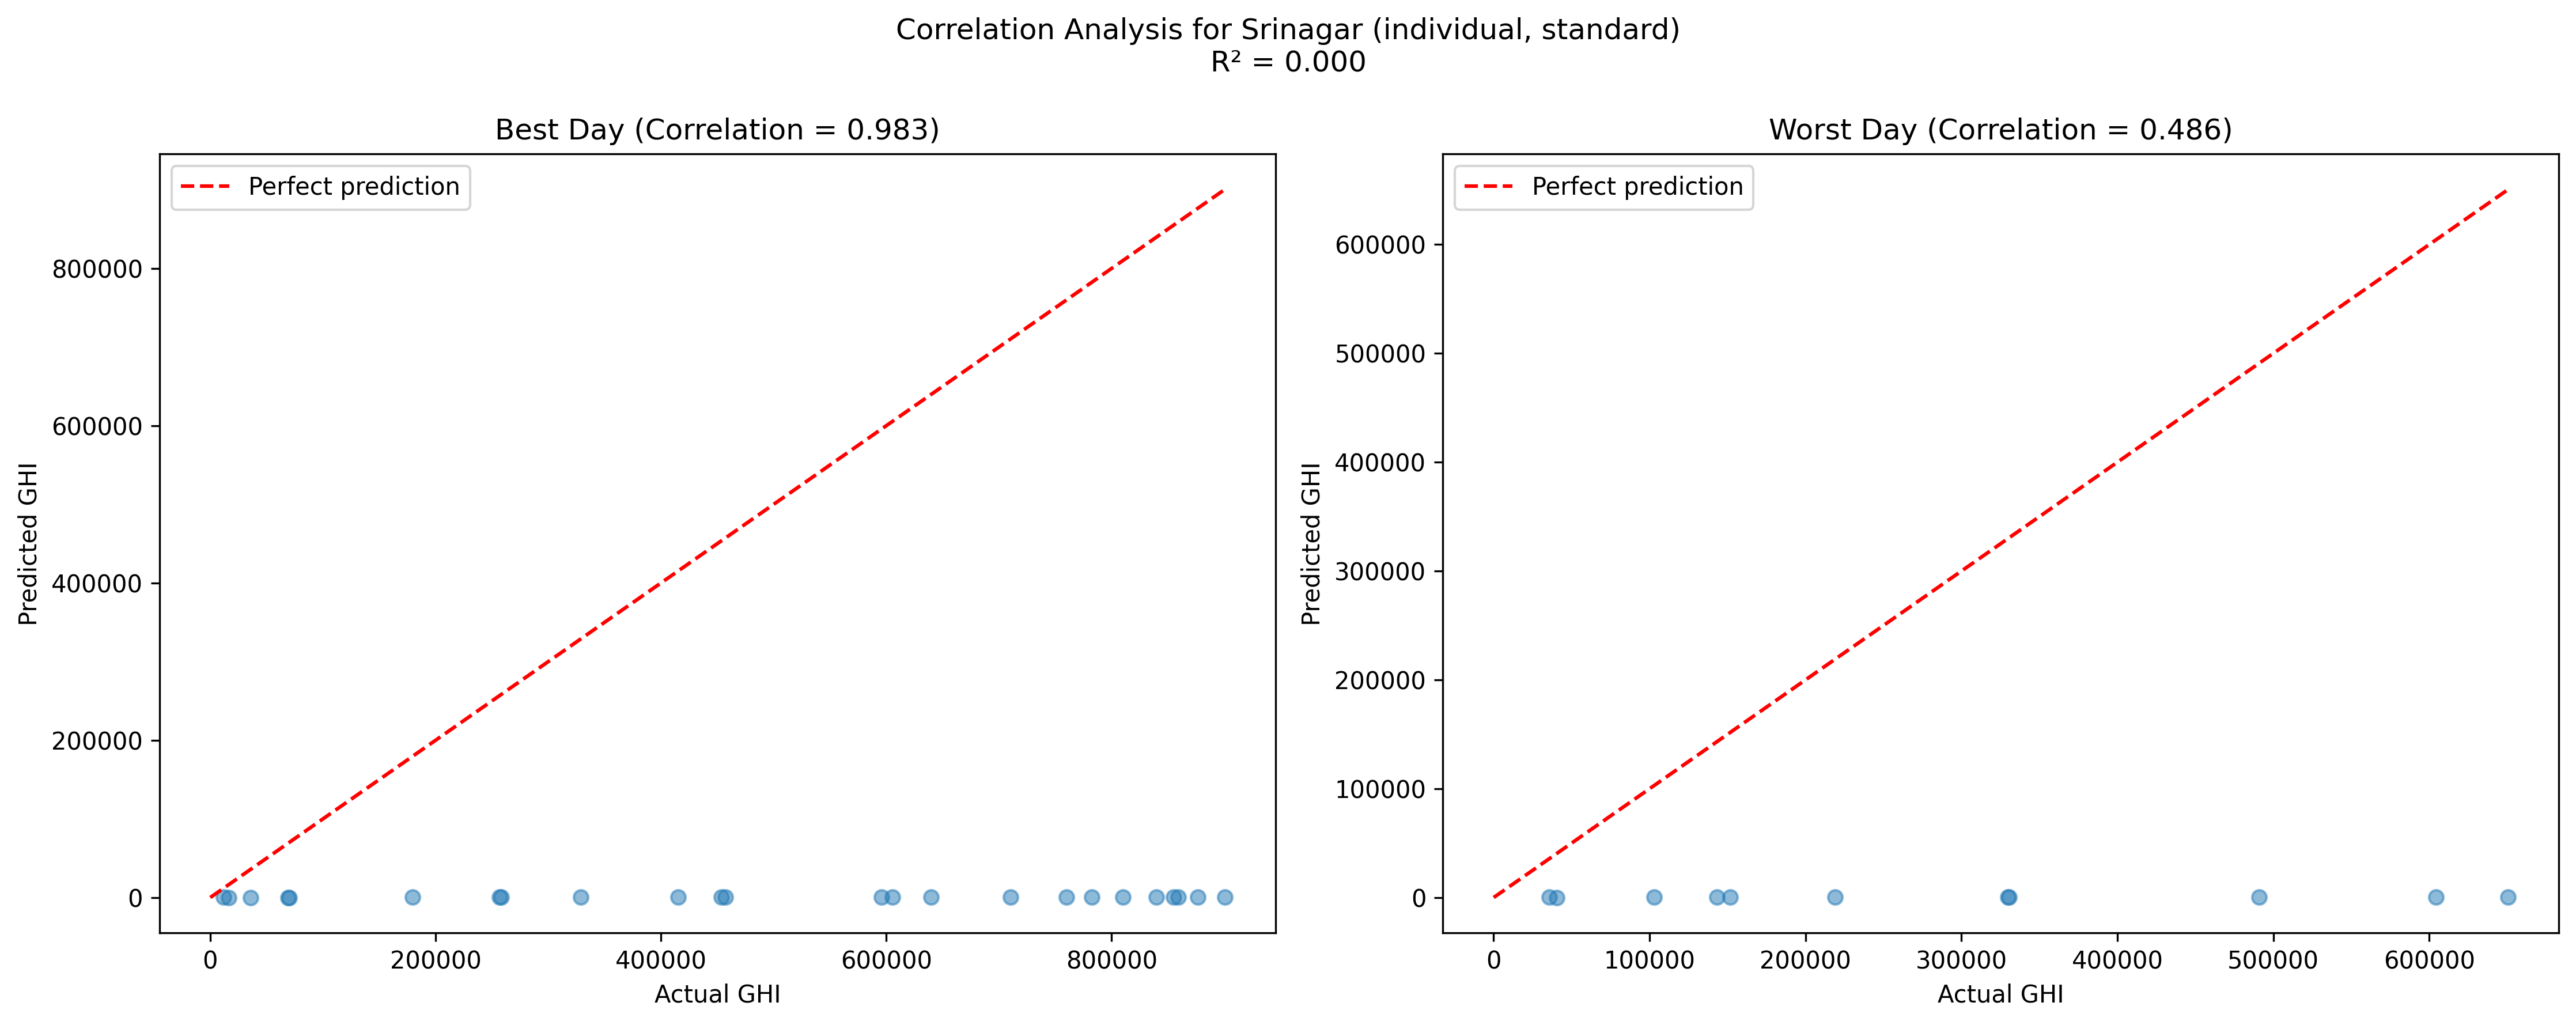 Correlation Analysis for Srinagar (individual, standard)
R² = 0.000
Best Day (Correlation = 0.983)
Perfect prediction
Predicted GHI
800000
600000
400000
200000
0
0 200000 400000 600000 800000
Actual GHI
Worst Day (Correlation = 0.486)
Perfect prediction
Predicted GHI
600000
500000
400000
300000
200000
100000
0
0 100000 200000 300000 400000 500000 600000
Actual GHI